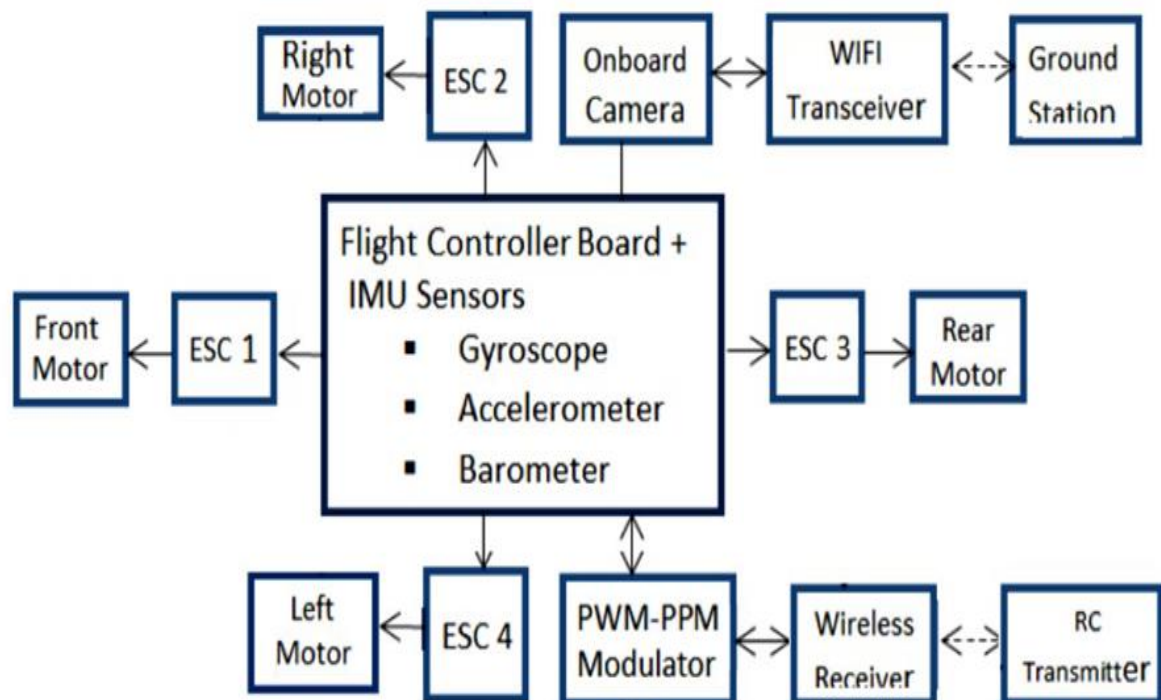 Right
Motor
ESC 2
Onboard
Camera
WIFI
Transceiver
Ground
Station
Flight Controller Board +
IMU Sensors
▪ Gyroscope
▪ Accelerometer
▪ Barometer
Front
Motor
ESC 1
ESC 3
Rear
Motor
Left
Motor
ESC 4
PWM-PPM
Modulator
Wireless
Receiver
RC
Transmitter